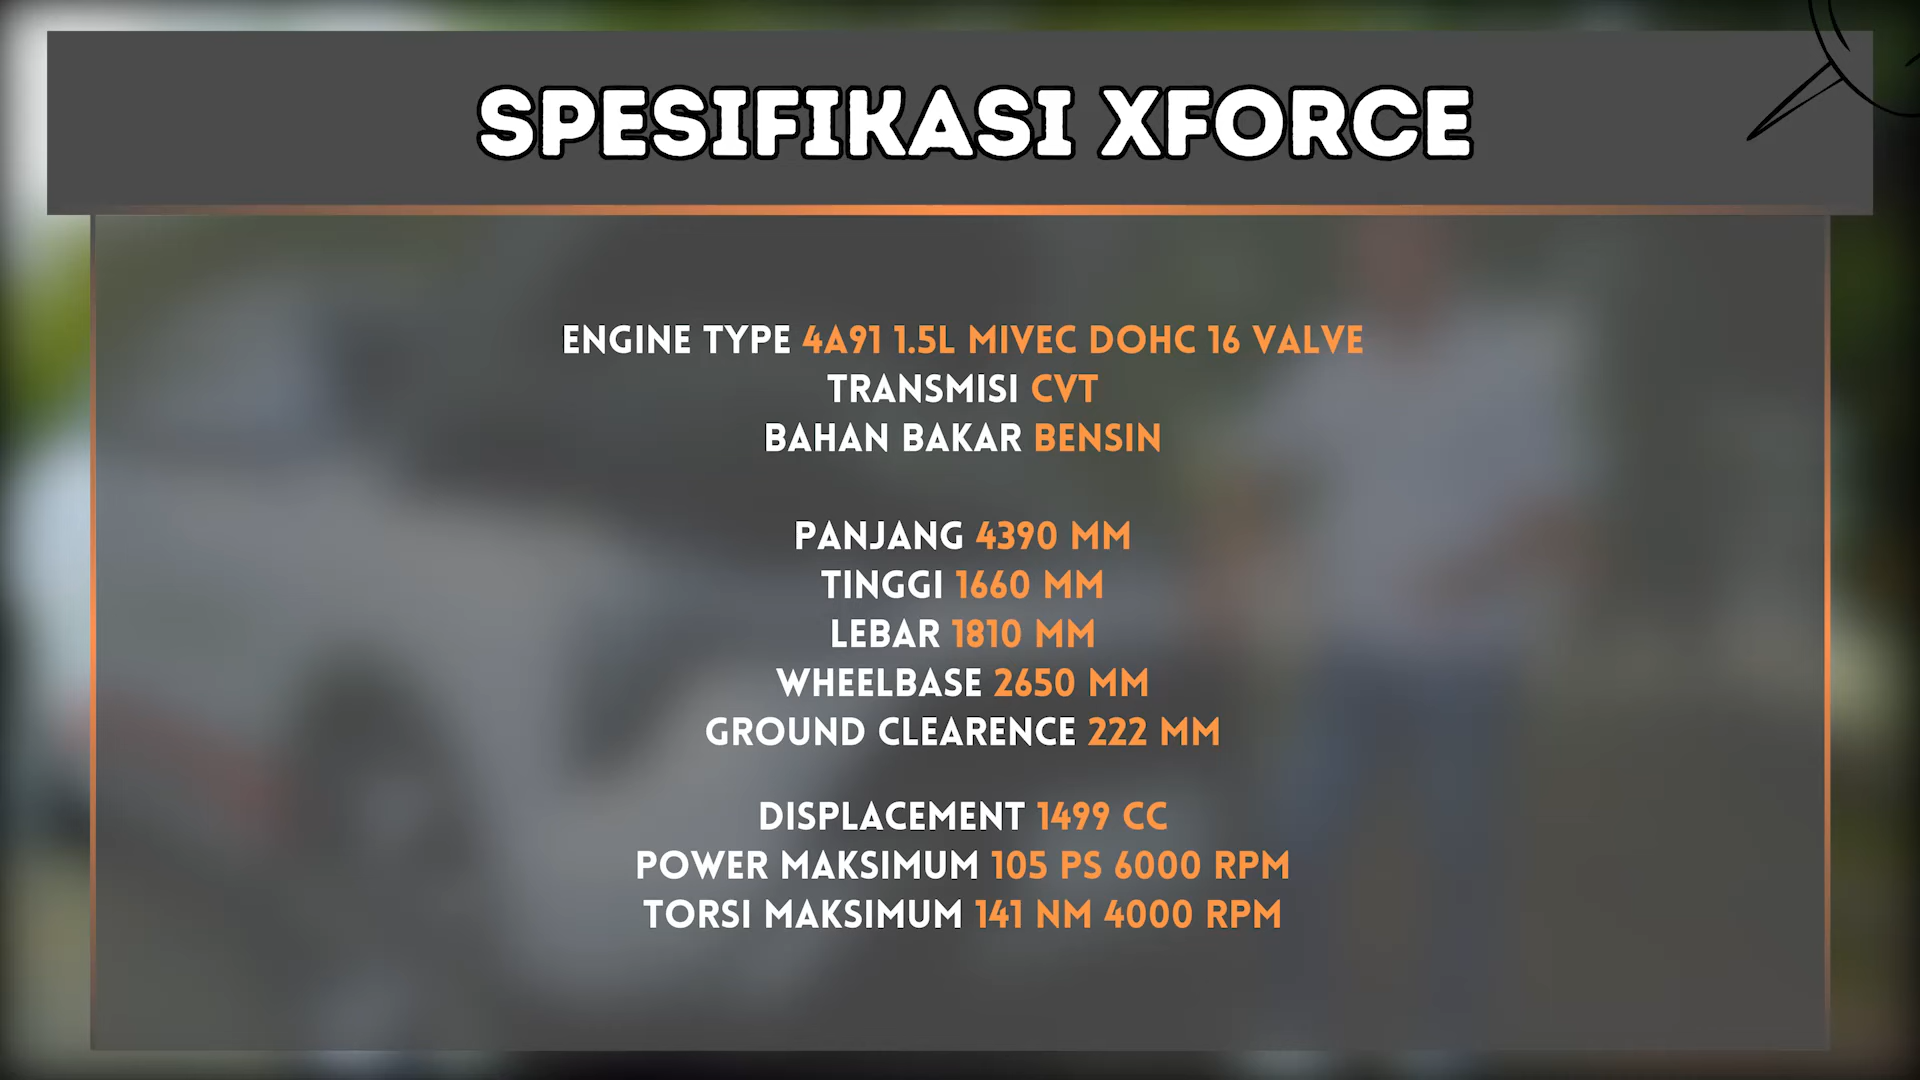 SPESIFIKASI XFORCE
ENGINE TYPE 4A91 1.5L MIVEC DOHC 16 VALVE
TRANSMISI CVT
BAHAN BAKAR BENSIN
PANJANG 4390 MM
TINGGI 1660 MM
LEBAR 1810 MM
WHEELBASE 2650 MM
GROUND CLEARENCE 222 MM
DISPLACEMENT 1499 CC
POWER MAKSIMUM 105 PS 6000 RPM
TORSI MAKSIMUM 141 NM 4000 RPM